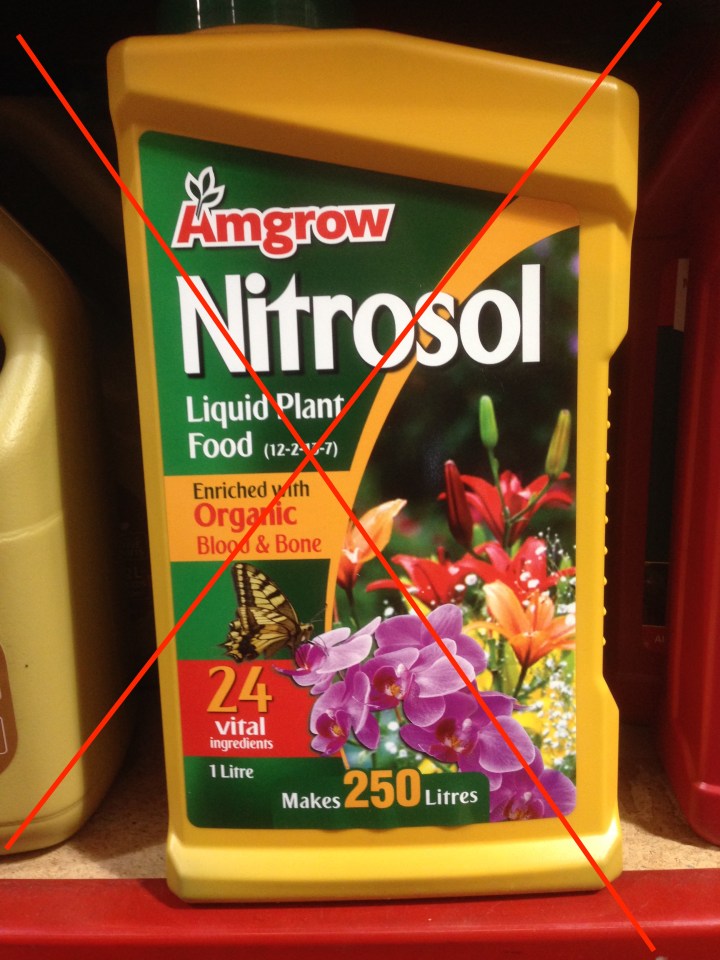 Amgrow
Nitrosol
Liquid Plant
Food
Enriched with
Organic
Blood & Bone
24
vital
ingredients
1 Litre
Makes 250 Litres